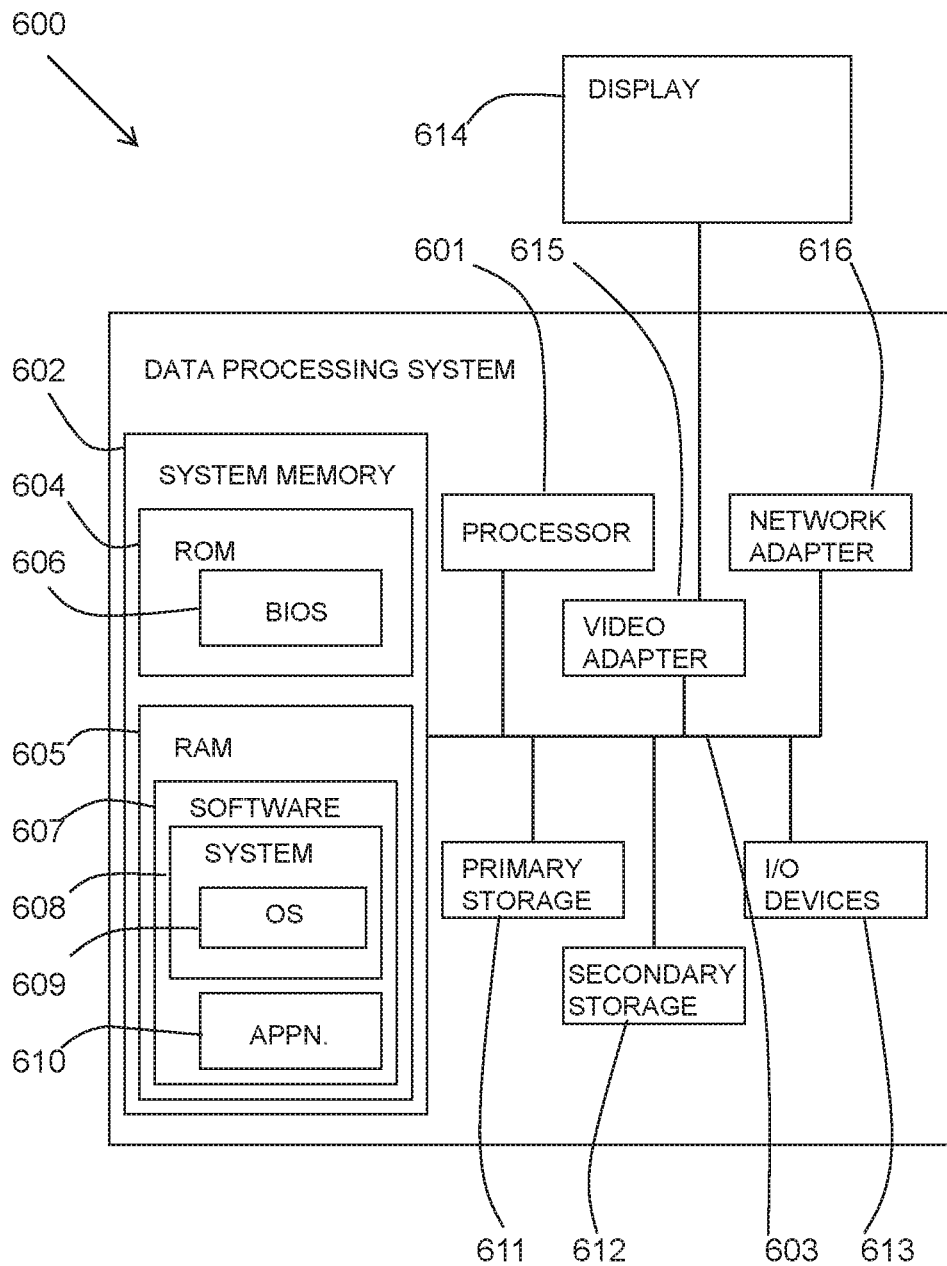 600
DISPLAY
614
601
615
616
602
DATA PROCESSING SYSTEM
SYSTEM MEMORY
604
ROM
606
BIOS
PROCESSOR
NETWORK
ADAPTER
VIDEO
ADAPTER
605
RAM
607
SOFTWARE
SYSTEM
608
OS
609
610
APPN.
PRIMARY
STORAGE
I/O
DEVICES
SECONDARY
STORAGE
611
612
603
613